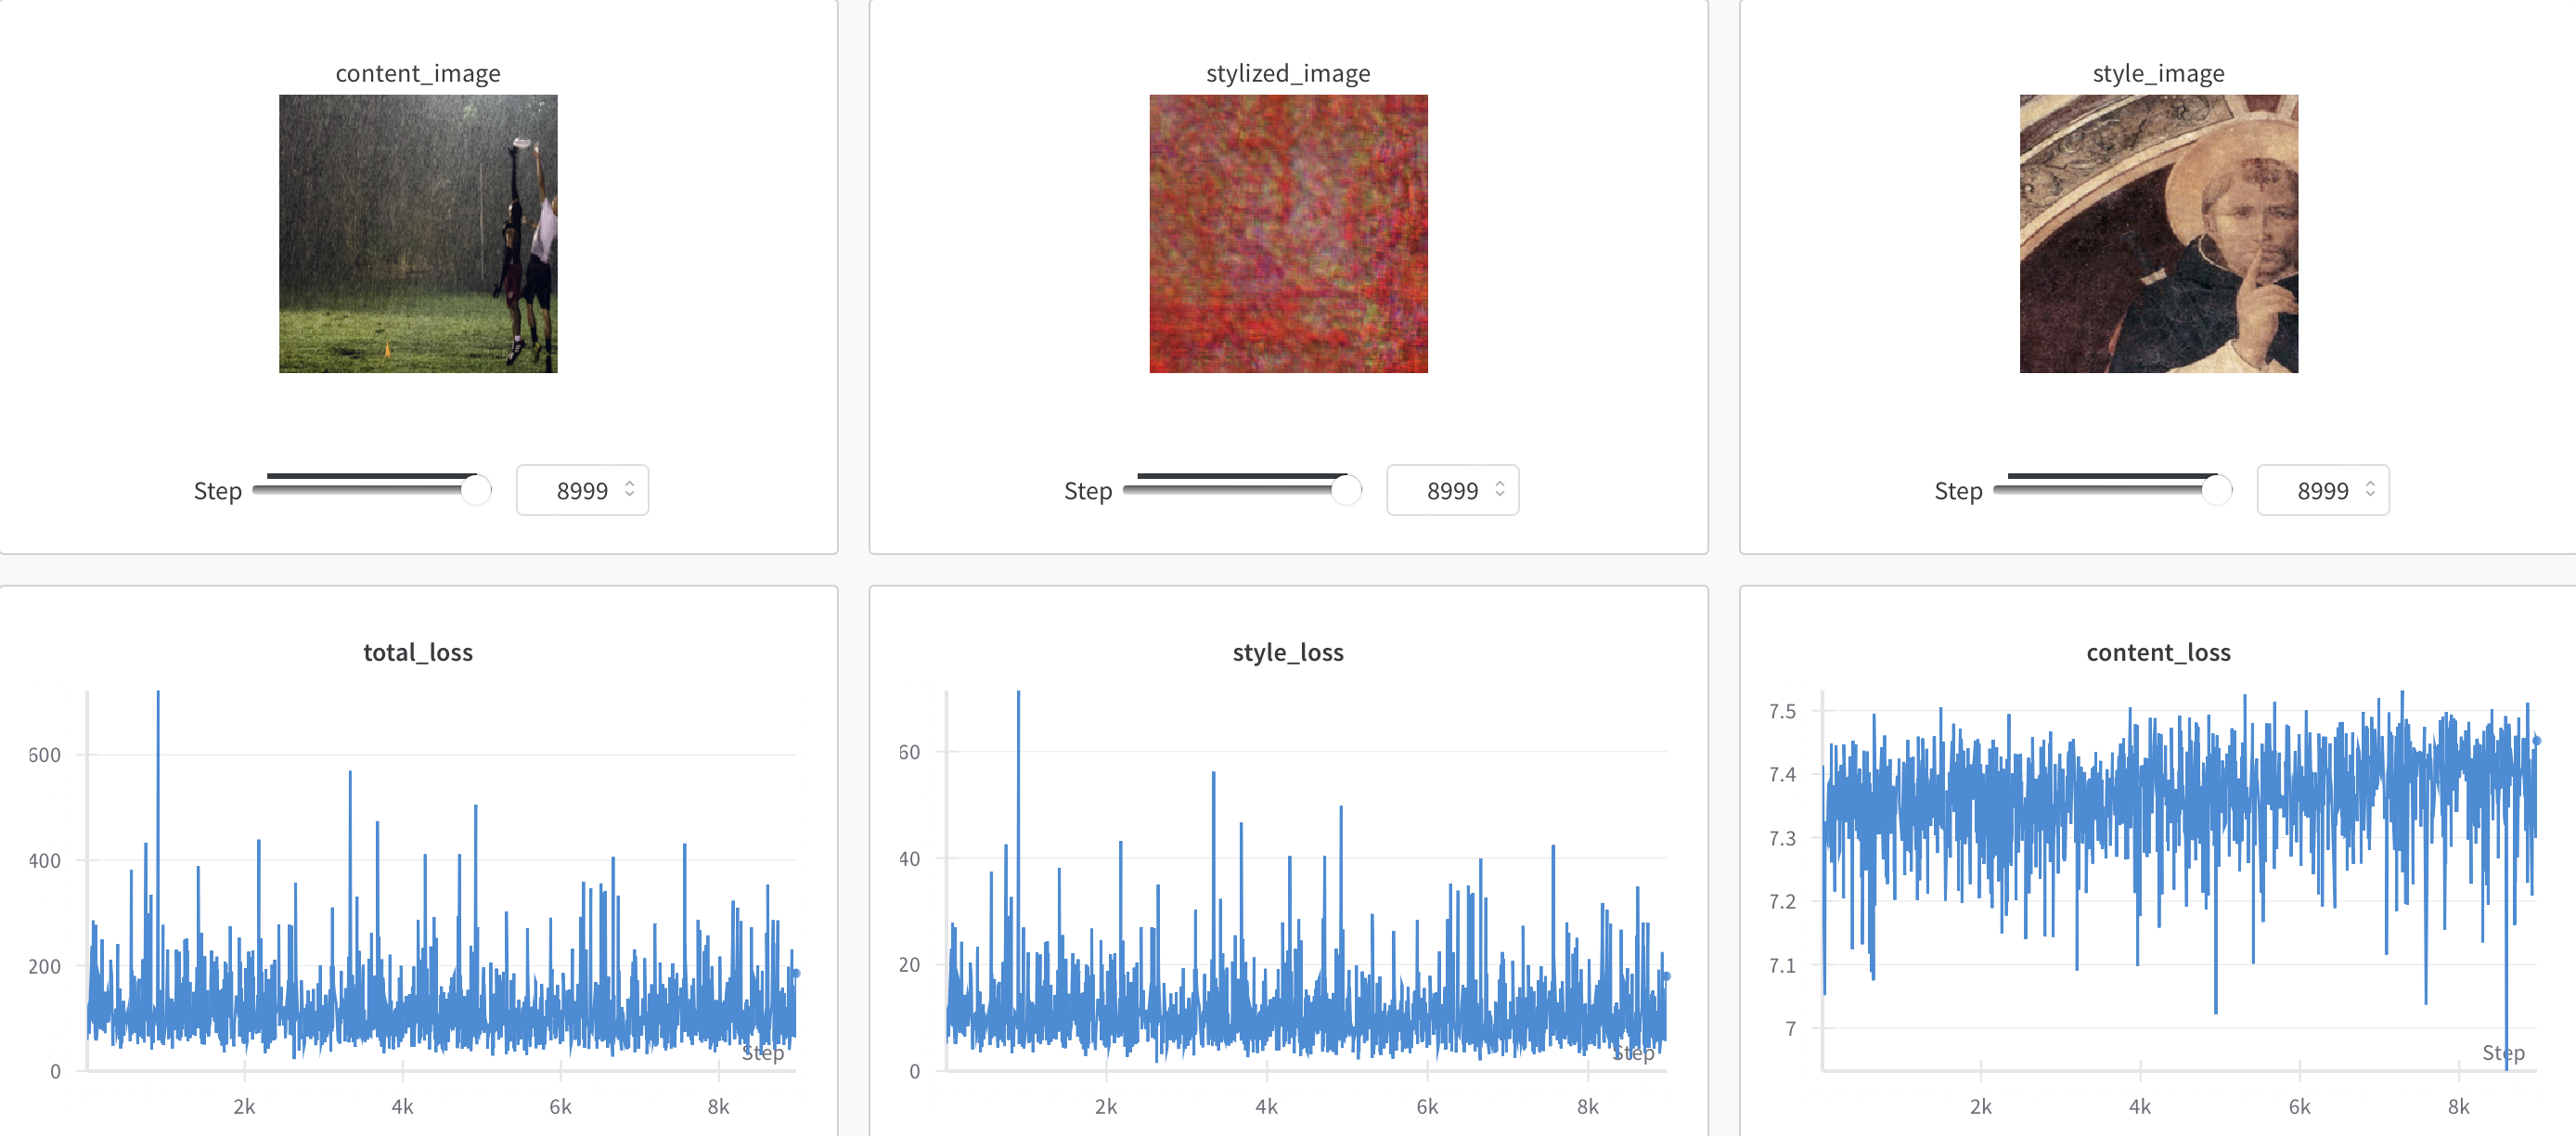 content_image
stylized_image
style_image
Step 8999
Step 8999
Step 8999
total_loss
600
400
200
0
2k 4k 6k 8k
Step
style_loss
60
40
20
0
2k 4k 6k 8k
Step
content_loss
7.5
7.4
7.3
7.2
7.1
7
2k 4k 6k 8k
Step